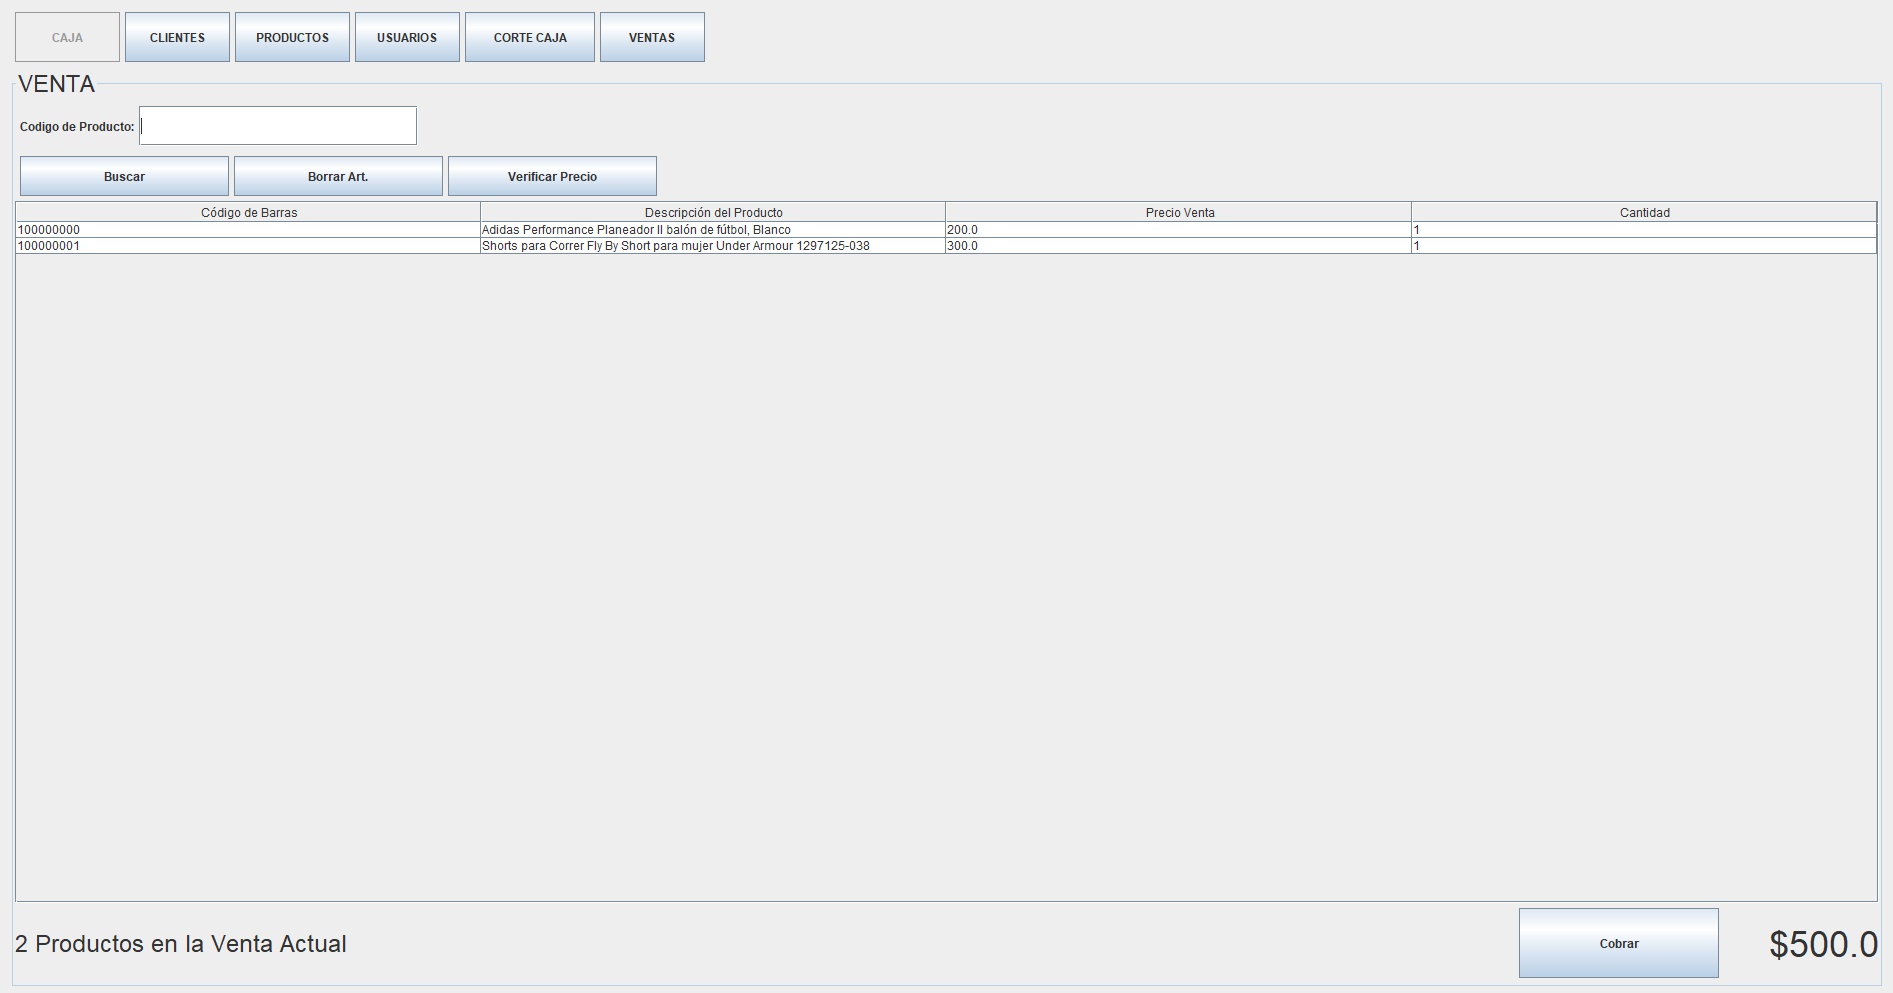 CAJA CLIENTES PRODUCTOS USUARIOS CORTE CAJA VENTAS
VENTA
Codigo de Producto:
Buscar Borrar Art. Verificar Precio
Código de Barras Descripción del Producto Precio Venta Cantidad
100000000 Adidas Performance Planeador II balón de fútbol, Blanco 200.0 1
100000001 Shorts para Correr Fly By Short para mujer Under Armour 1297125-038 300.0 1
2 Productos en la Venta Actual Cobrar $500.0